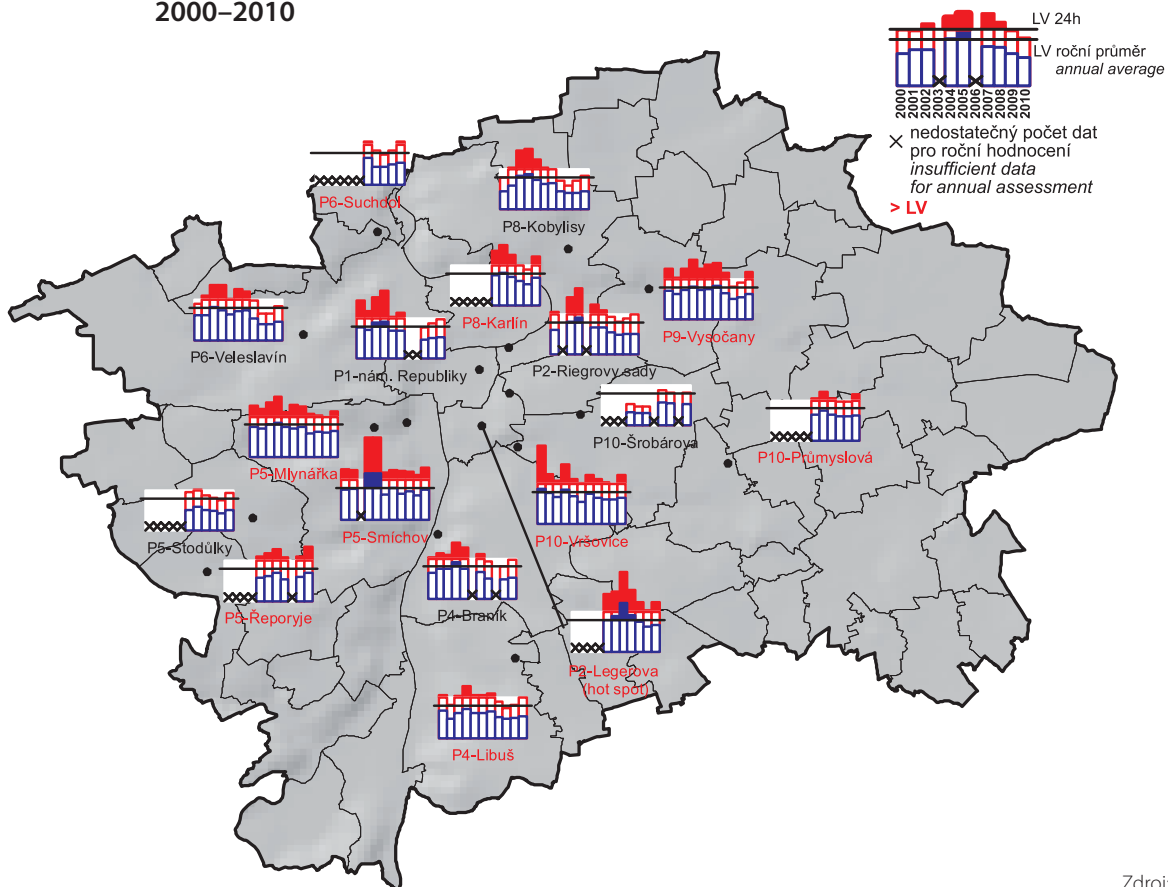 2000–2010
LV 24h
LV roční průměr
annual average
2000 2001 2002 2003 2004 2005 2006 2007 2008 2009 2010
nedostatečný počet dat
pro roční hodnocení
insufficient data
for annual assessment
> LV
P6-Suchdol
P8-Kobylisy
P8-Karlín
P9-Vysočany
P6-Veleslavín
P1-nám. Republiky
P2-Riegrovy sady
P10-Šrobárova
P10-Průmyslová
P5-Mlynářka
P5-Smíchov
P10-Vršovice
P5-Stodůlky
P5-Řeporyje
P4-Braník
P2-Legerova
(hot spot)
P4-Libuš
Zdroj: